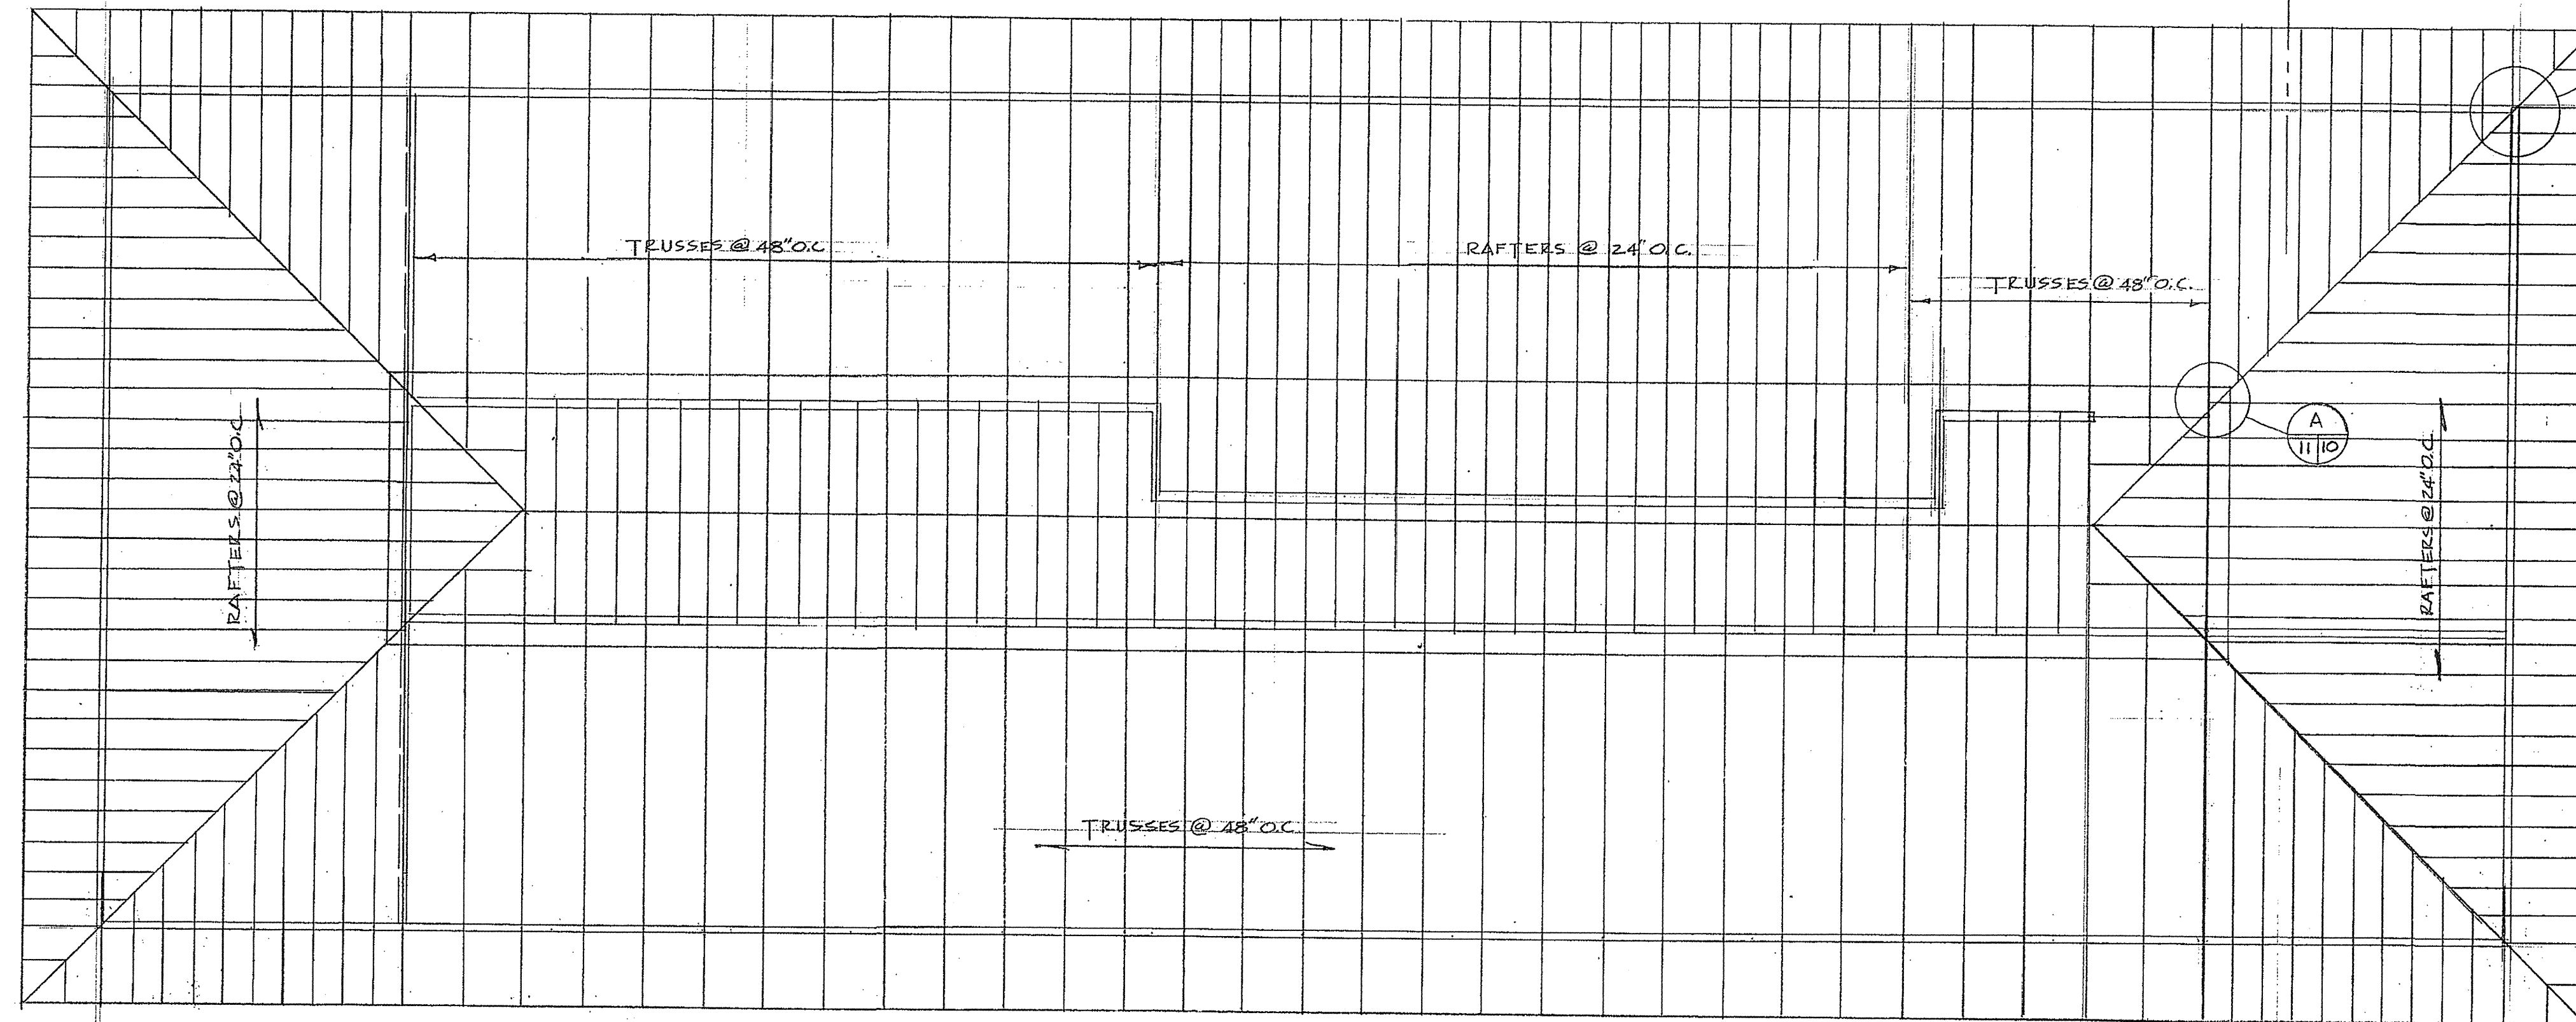 TRUSSES @ 48" O.C.
RAFTERS @ 24" O.C.
TRUSSES @ 48" O.C.
RAFTERS @ 24" O.C.
A
11 10
RAFTERS @ 24" O.C.
TRUSSES @ 48" O.C.